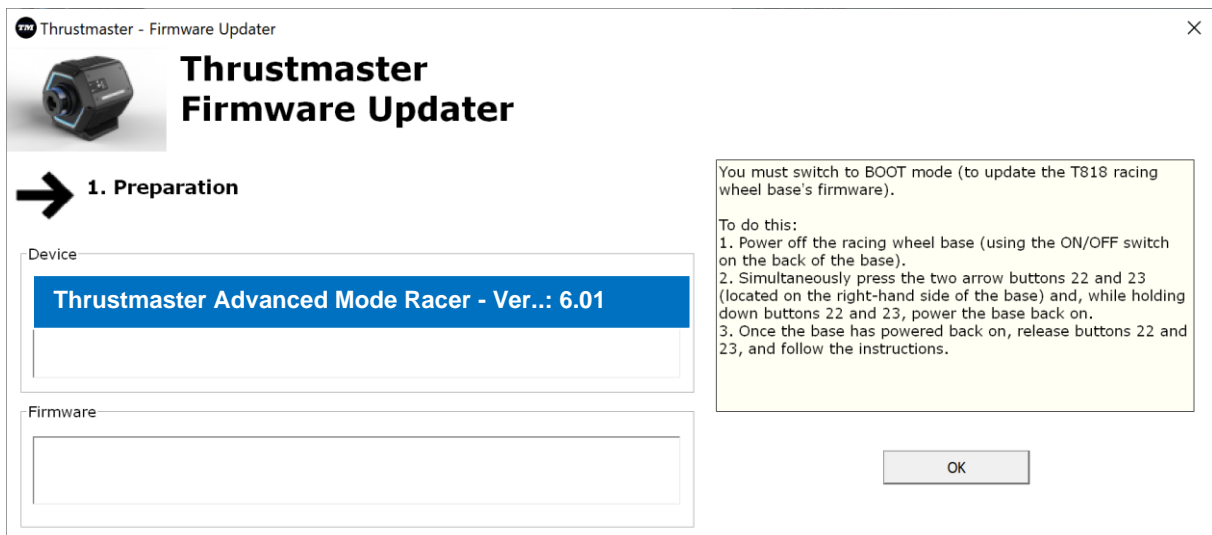 TM Thrustmaster - Firmware Updater
Thrustmaster
Firmware Updater
1. Preparation
Device
Thrustmaster Advanced Mode Racer - Ver..: 6.01
Firmware
You must switch to BOOT mode (to update the T818 racing
wheel base's firmware).
To do this:
1. Power off the racing wheel base (using the ON/OFF switch
on the back of the base).
2. Simultaneously press the two arrow buttons 22 and 23
(located on the right-hand side of the base) and, while holding
down buttons 22 and 23, power the base back on.
3. Once the base has powered back on, release buttons 22 and
23, and follow the instructions.
OK